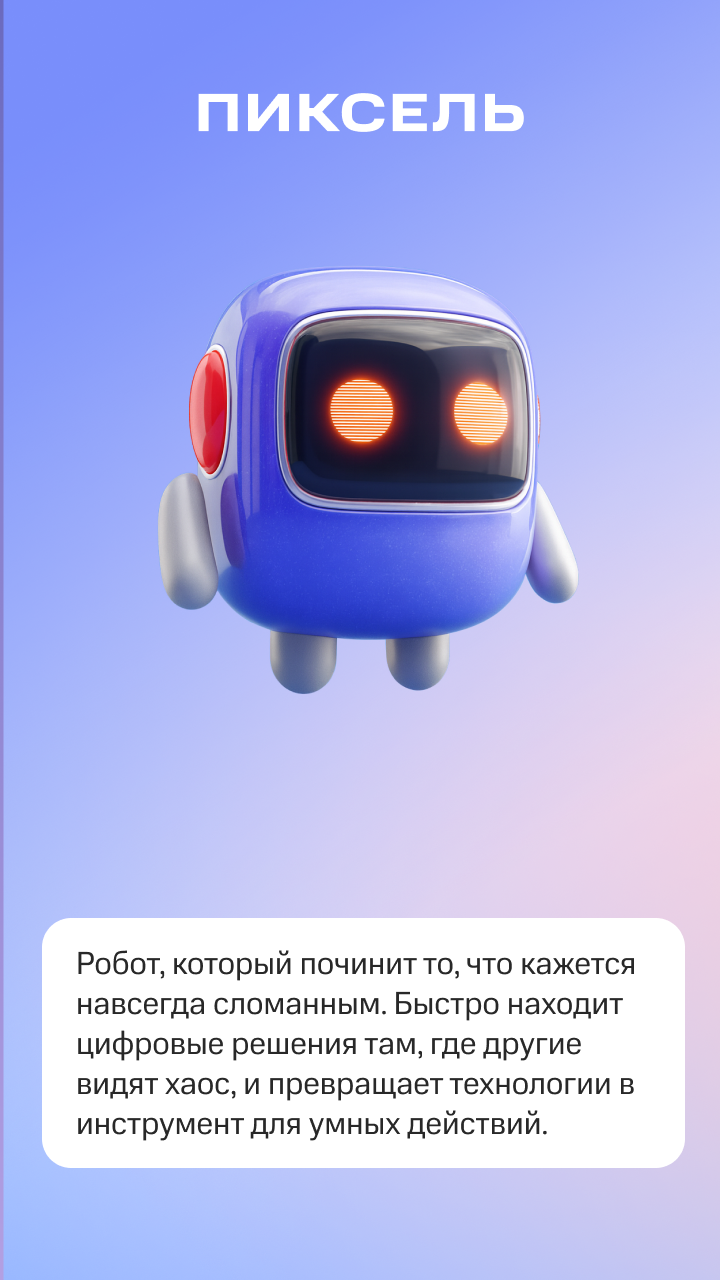 ПИКСЕЛЬ
Робот, который починит то, что кажется
навсегда сломанным. Быстро находит
цифровые решения там, где другие
видят хаос, и превращает технологии в
инструмент для умных действий.